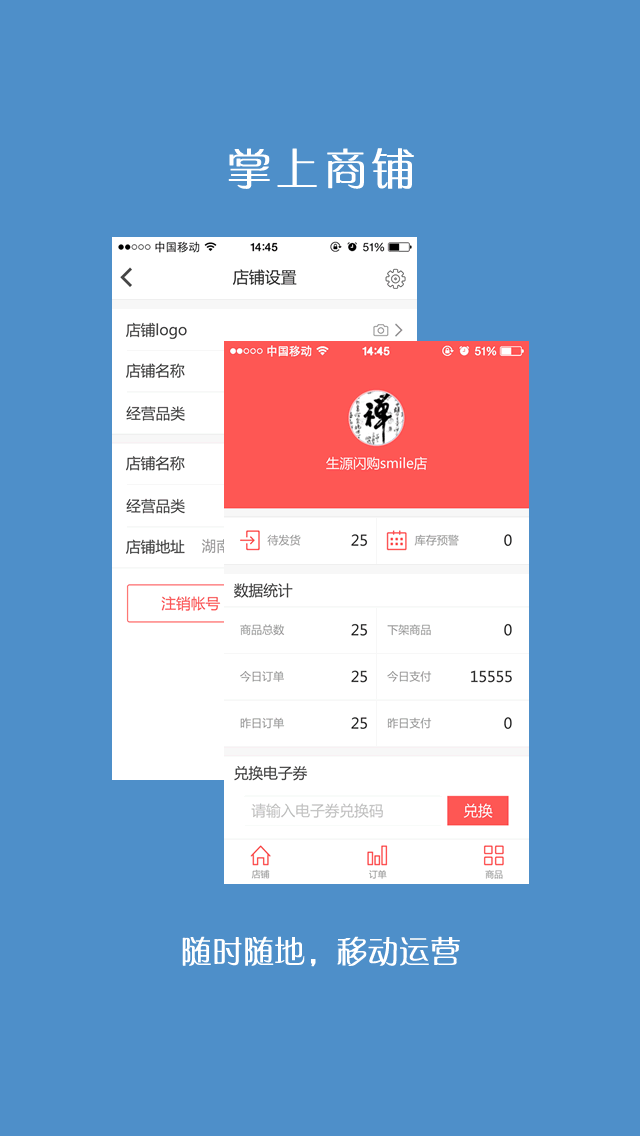 掌上商铺
中国移动 14:45 51%
店铺设置
店铺logo
店铺名称
经营品类
店铺名称
经营品类
店铺地址 湖南
注销帐号
中国移动 14:45 51%
禅
生源闪购smile店
待发货 25 库存预警 0
数据统计
商品总数 25 下架商品 0
今日订单 25 今日支付 15555
昨日订单 25 昨日支付 0
兑换电子券
请输入电子券兑换码 兑换
店铺 订单 商品
随时随地，移动运营